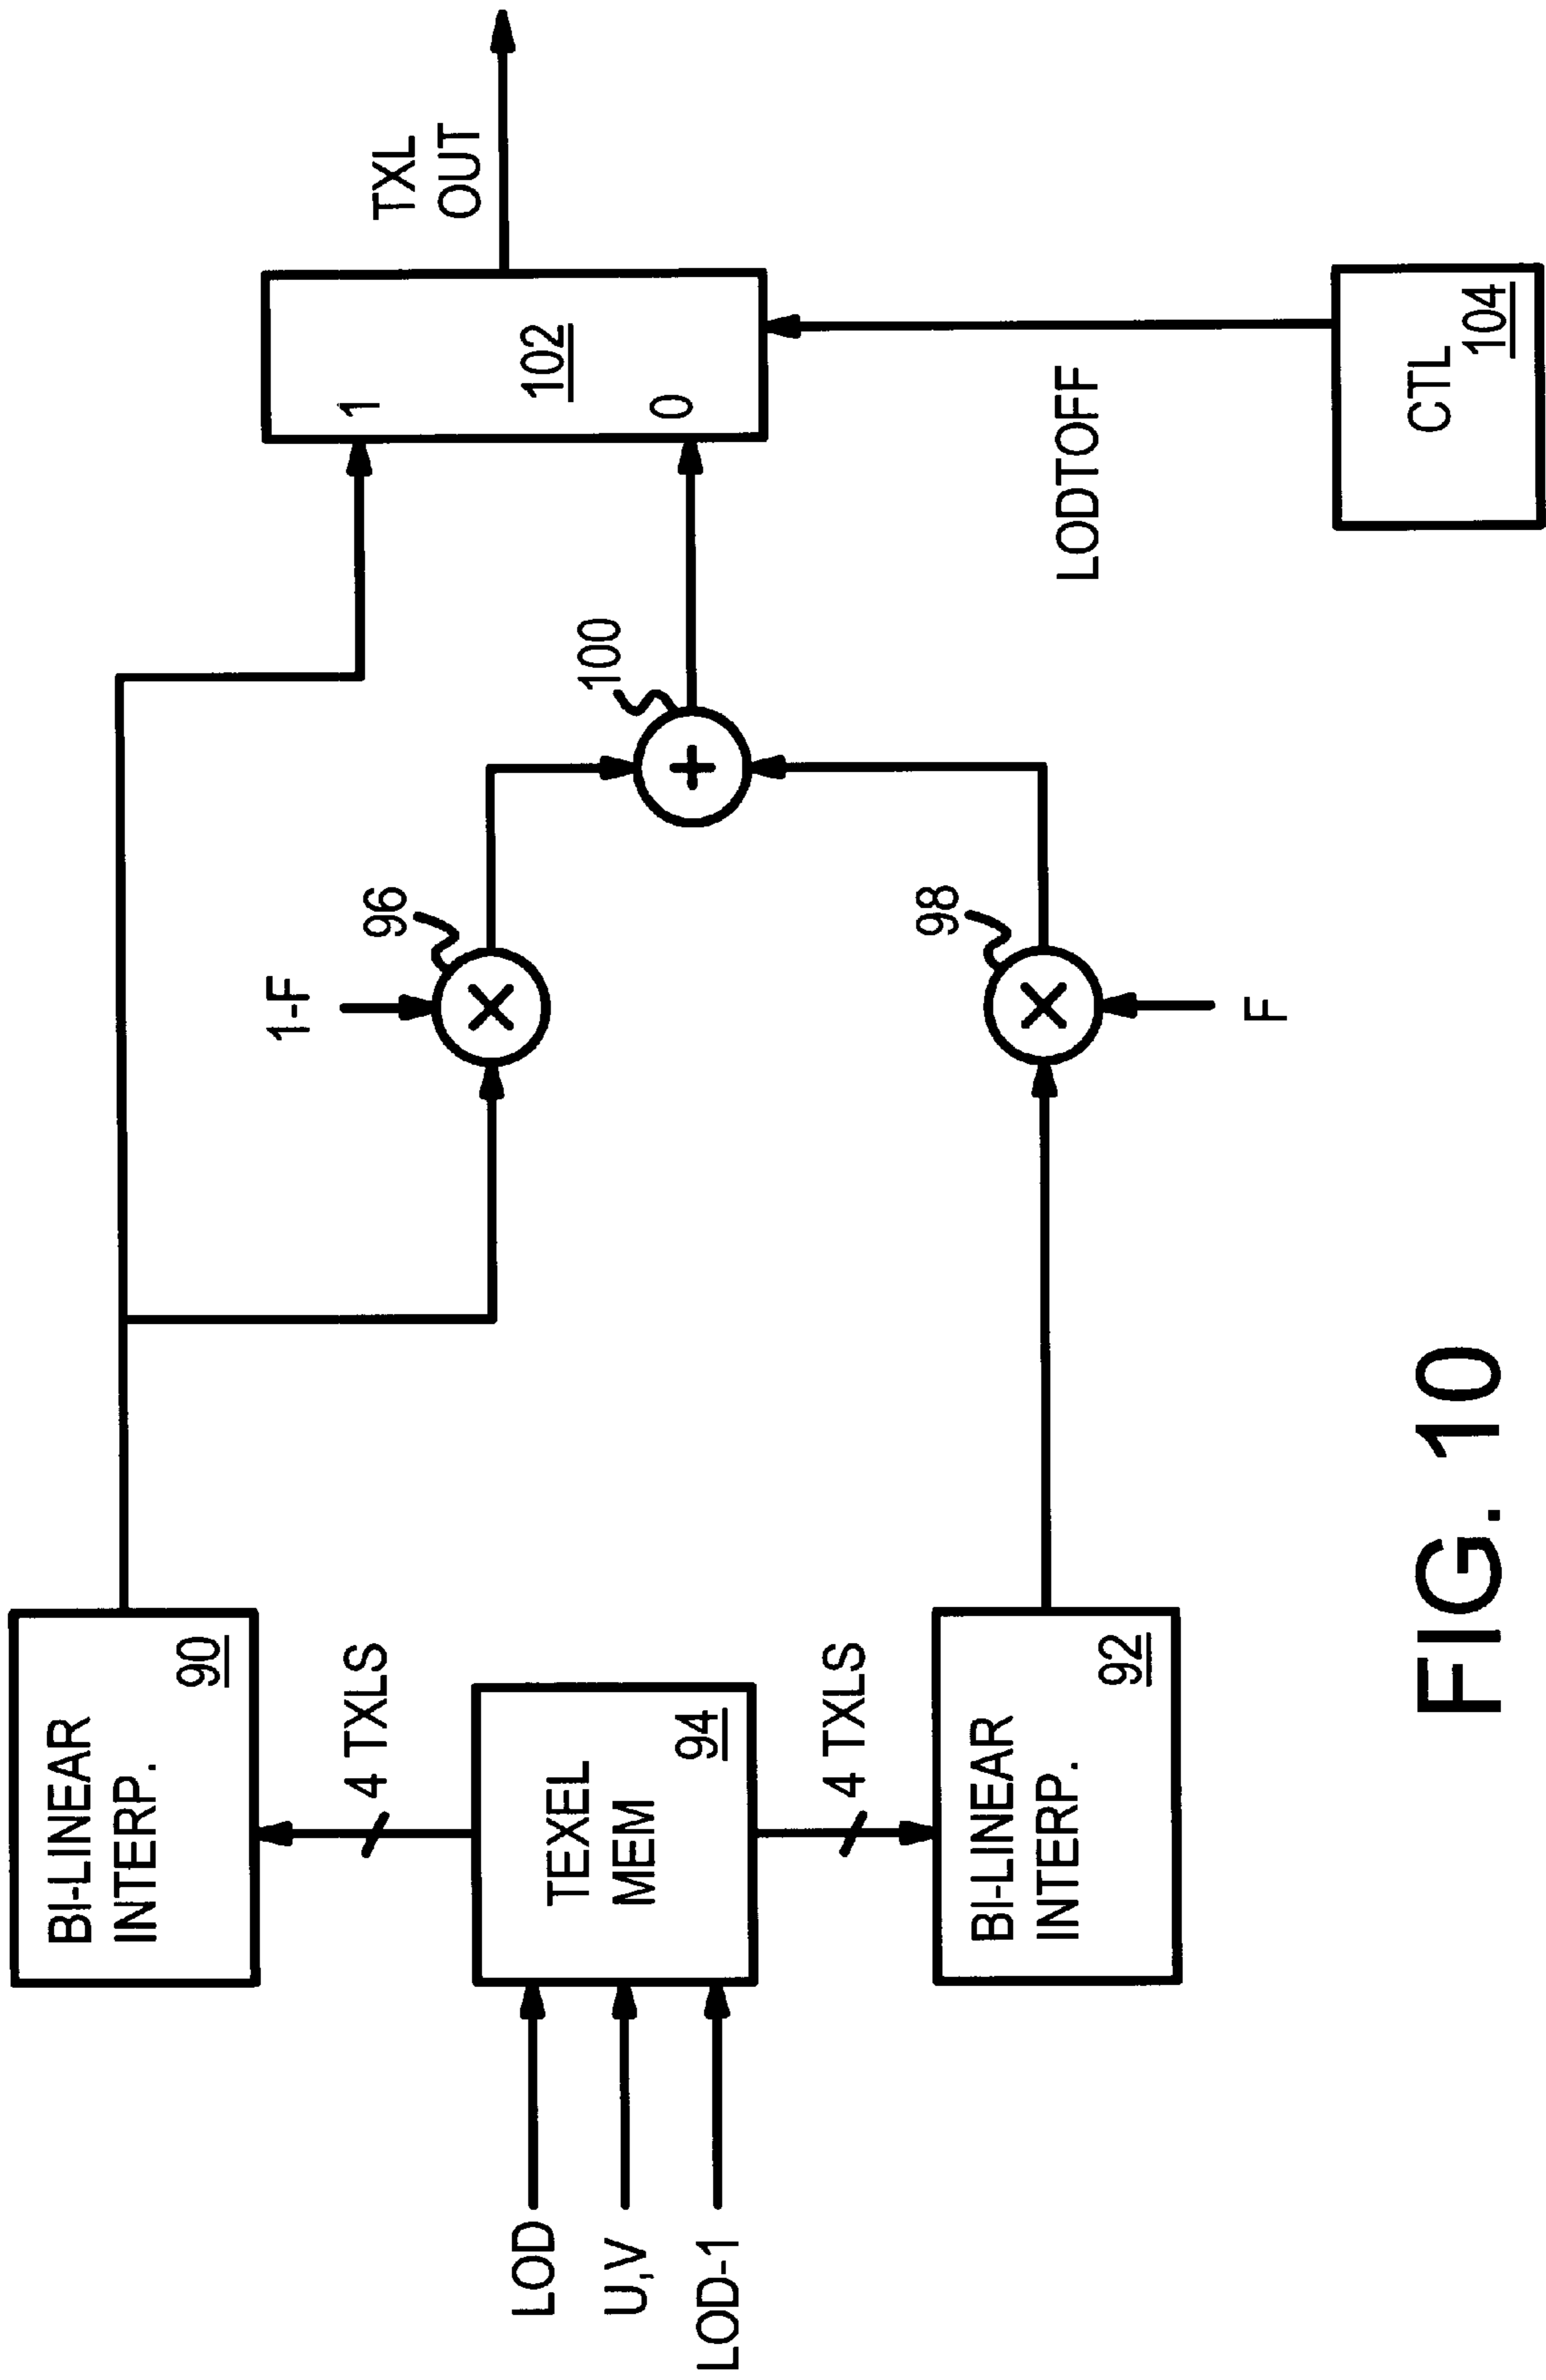 BI-LINEAR
INTERP.
90
4 TXLS
LOD
U,V
LOD-1
TEXEL
MEM
94
4 TXLS
BI-LINEAR
INTERP.
92
1-F
96
98
F
100
1
102
0
TXL
OUT
LODTOFF
CTL
104
FIG. 10